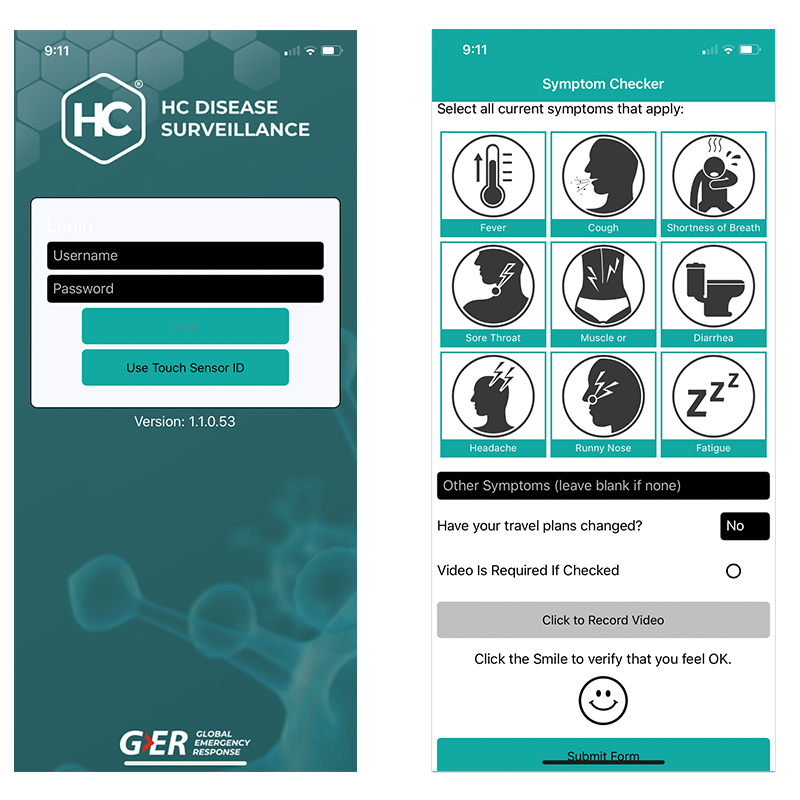 9:11
HC
®
HC DISEASE
SURVEILLANCE
Login
Username
Password
Login
Use Touch Sensor ID
Version: 1.1.0.53
GER
GLOBAL
EMERGENCY
RESPONSE
9:11
Symptom Checker
Select all current symptoms that apply:
Fever
Cough
Shortness of Breath
Sore Throat
Muscle or
Diarrhea
Headache
Runny Nose
zzz
Fatigue
Other Symptoms (leave blank if none)
Have your travel plans changed?
No
Video Is Required If Checked
Click to Record Video
Click the Smile to verify that you feel OK.
Submit Form